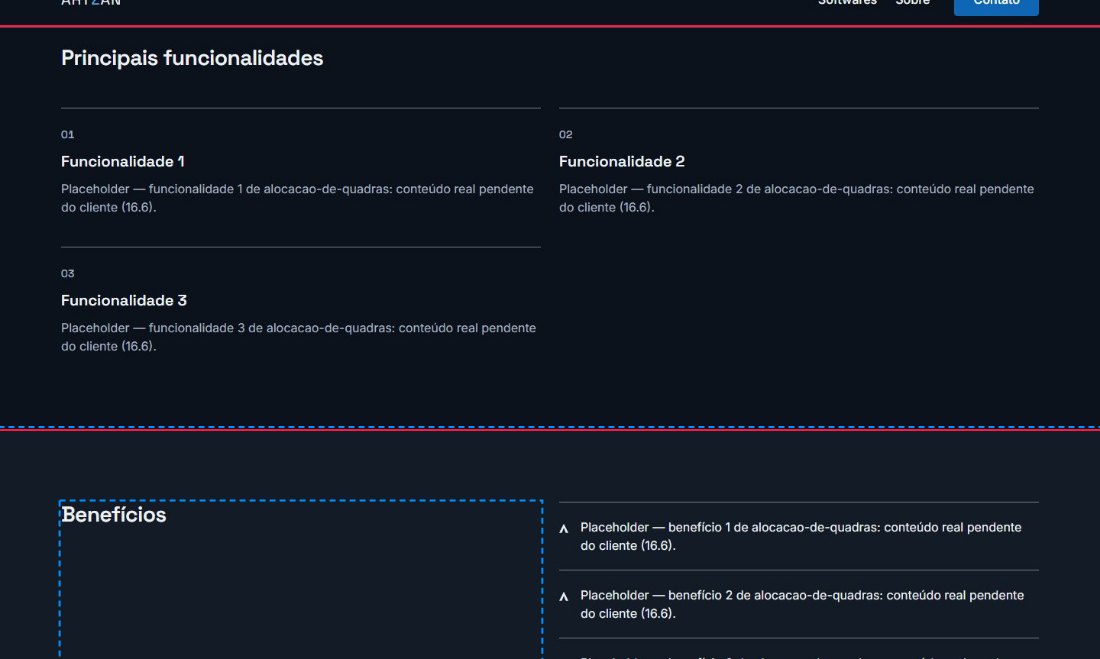 ARTZAN
Softwares Sobre Contato
Principais funcionalidades
01
Funcionalidade 1
Placeholder — funcionalidade 1 de alocacao-de-quadras: conteúdo real pendente
do cliente (16.6).
02
Funcionalidade 2
Placeholder — funcionalidade 2 de alocacao-de-quadras: conteúdo real pendente
do cliente (16.6).
03
Funcionalidade 3
Placeholder — funcionalidade 3 de alocacao-de-quadras: conteúdo real pendente
do cliente (16.6).
Benefícios
Placeholder — benefício 1 de alocacao-de-quadras: conteúdo real pendente
do cliente (16.6).
Placeholder — benefício 2 de alocacao-de-quadras: conteúdo real pendente
do cliente (16.6).